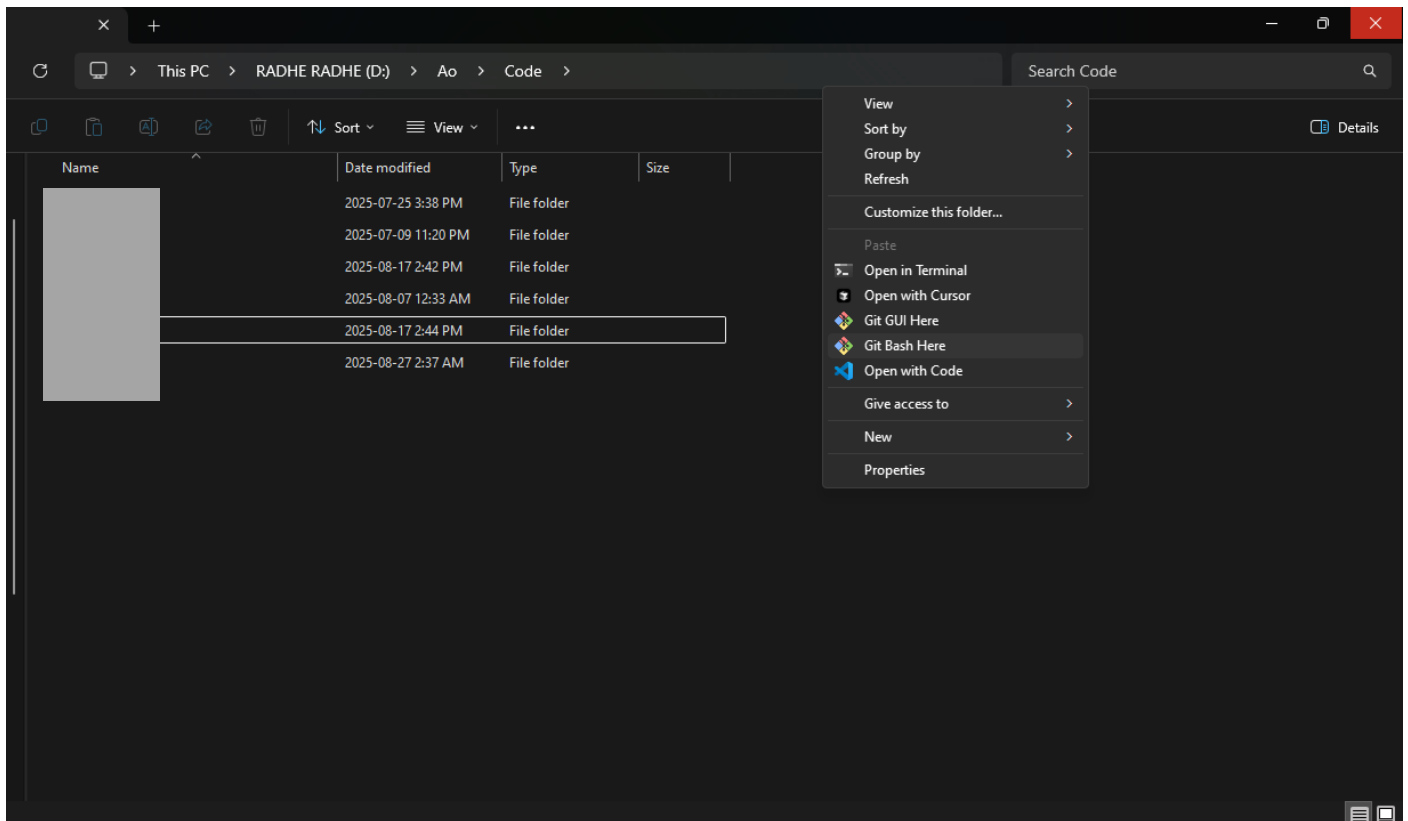 This PC > RADHE RADHE (D:) > Ao > Code >
Search Code
Sort
View
Details
Name
Date modified
Type
Size
2025-07-25 3:38 PM File folder
2025-07-09 11:20 PM File folder
2025-08-17 2:42 PM File folder
2025-08-07 12:33 AM File folder
2025-08-17 2:44 PM File folder
2025-08-27 2:37 AM File folder
View
Sort by
Group by
Refresh
Customize this folder...
Paste
Open in Terminal
Open with Cursor
Git GUI Here
Git Bash Here
Open with Code
Give access to
New
Properties